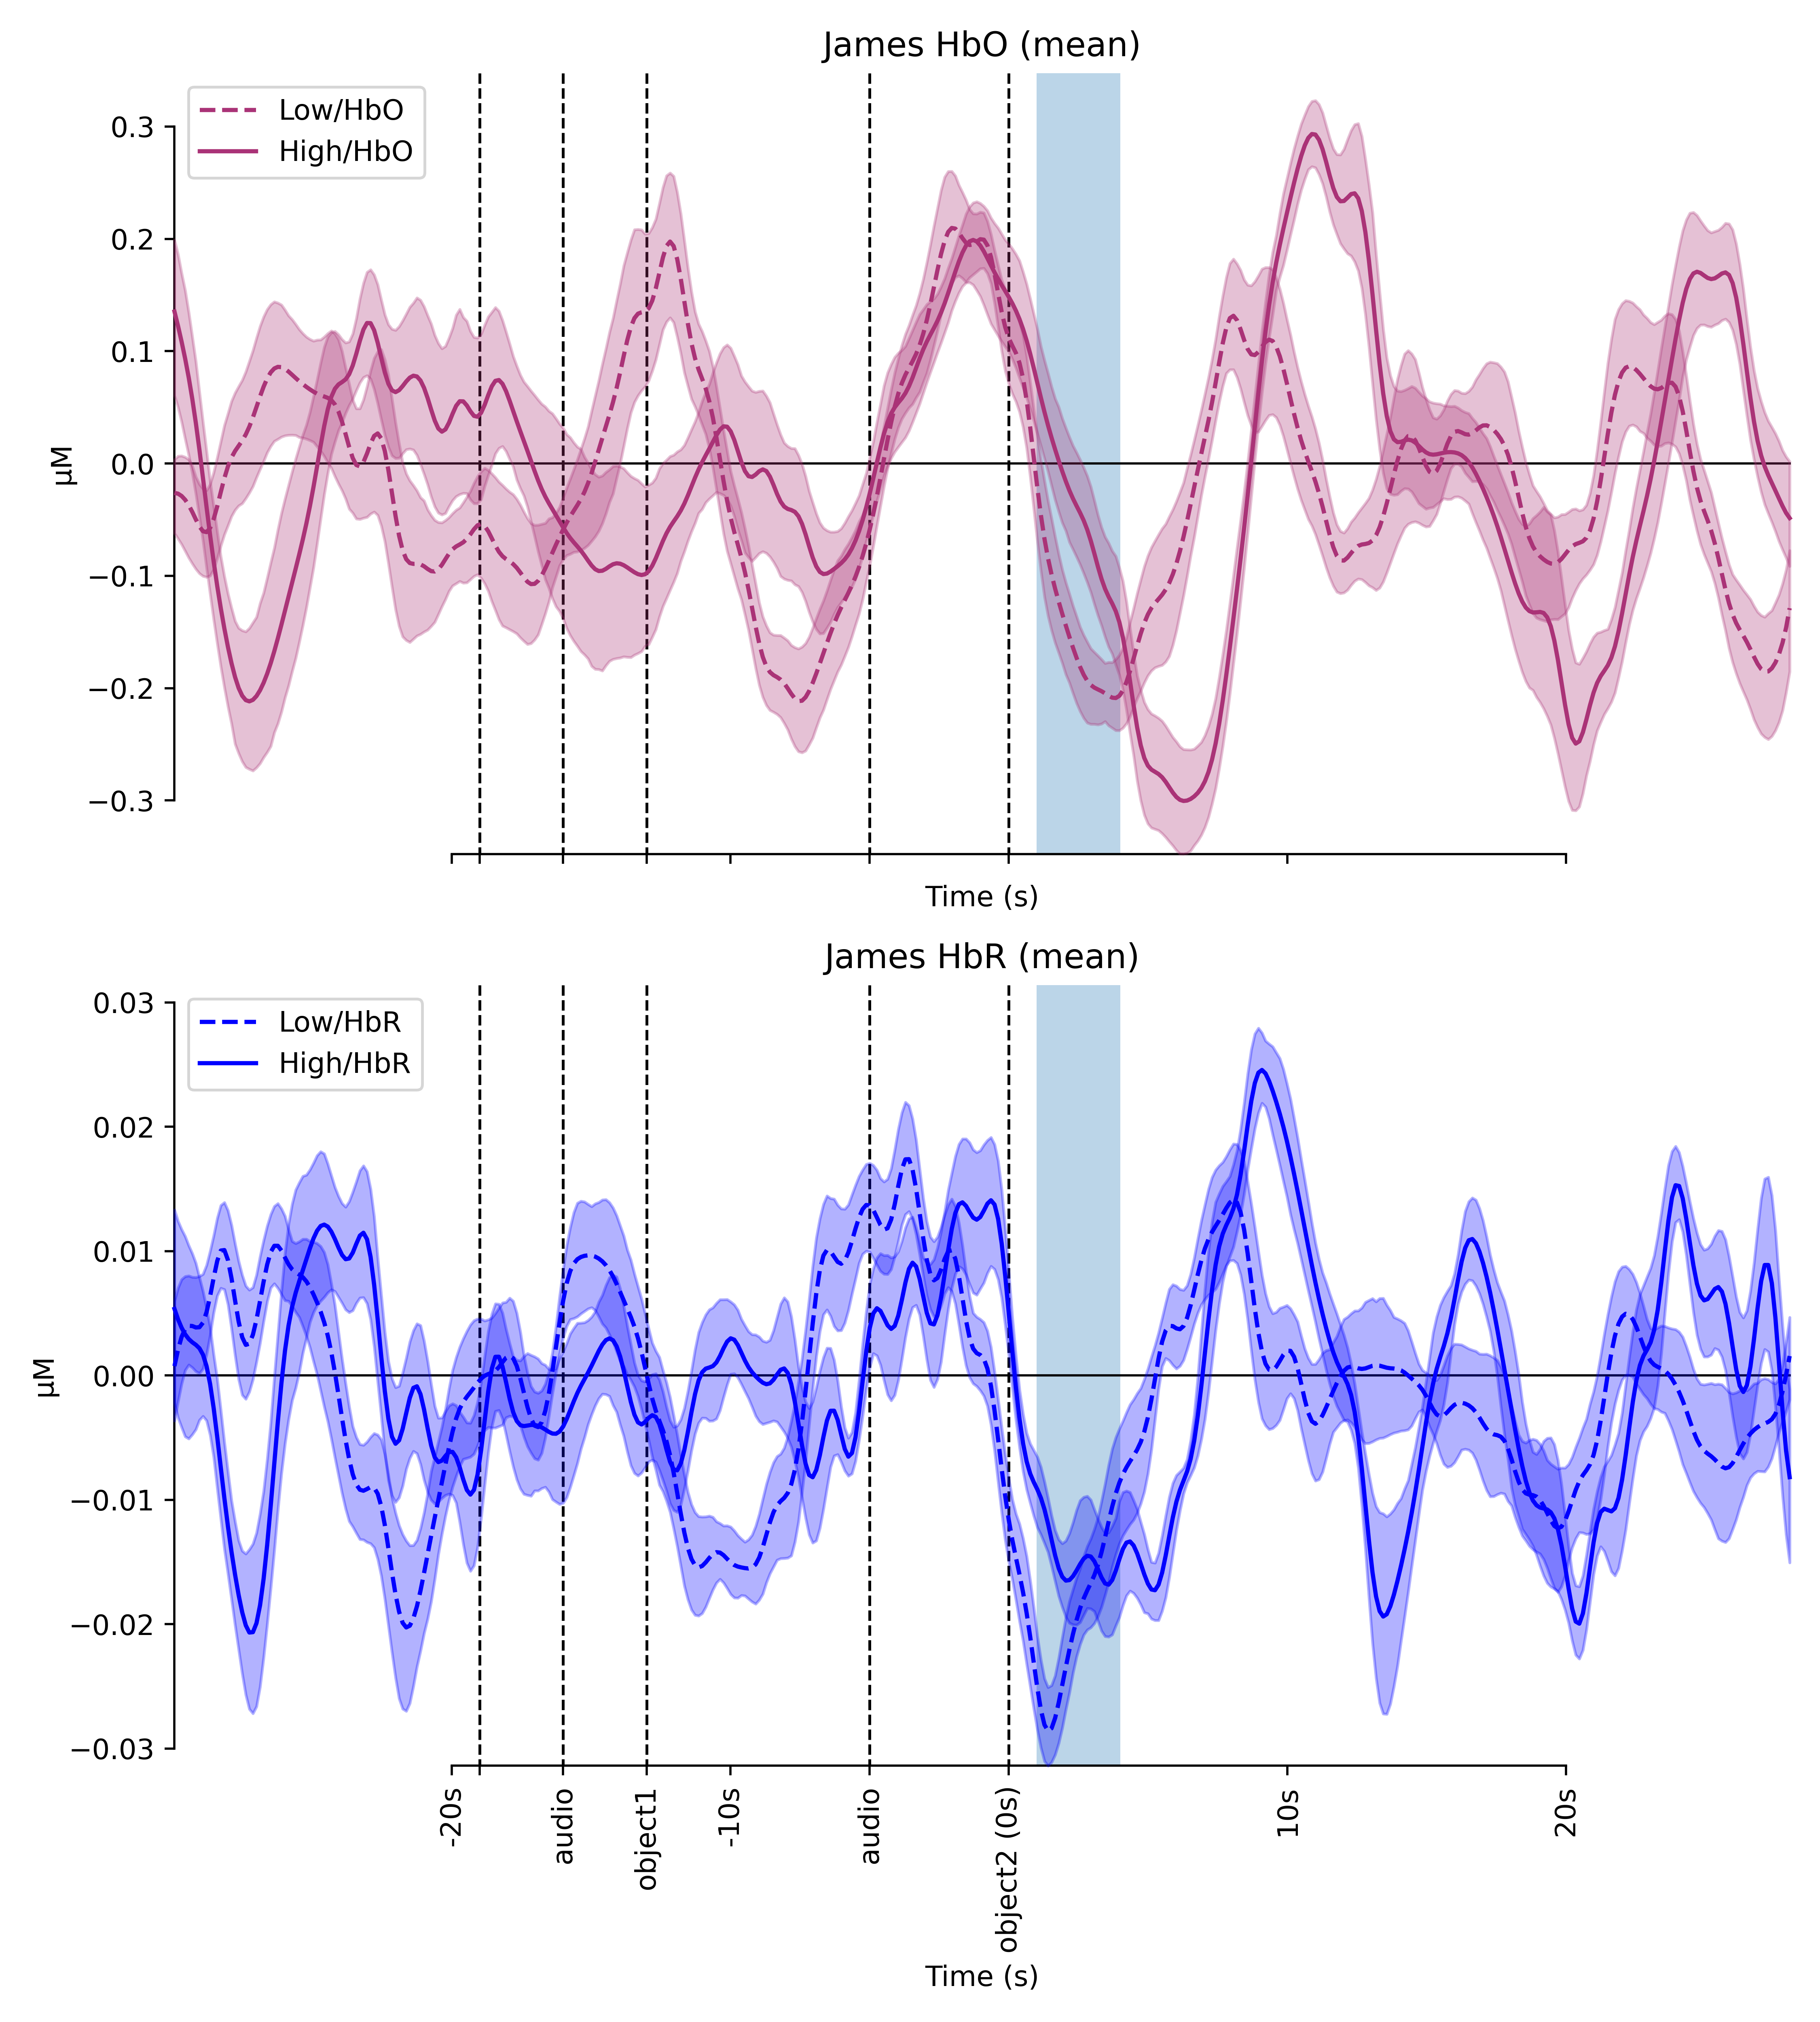 James HbO (mean)
Low/HbO
High/HbO
0.3
0.2
0.1
0.0
−0.1
−0.2
−0.3
µM
Time (s)
James HbR (mean)
Low/HbR
High/HbR
0.03
0.02
0.01
0.00
−0.01
−0.02
−0.03
µM
-20s
audio
object1
-10s
audio
object2 (0s)
10s
20s
Time (s)